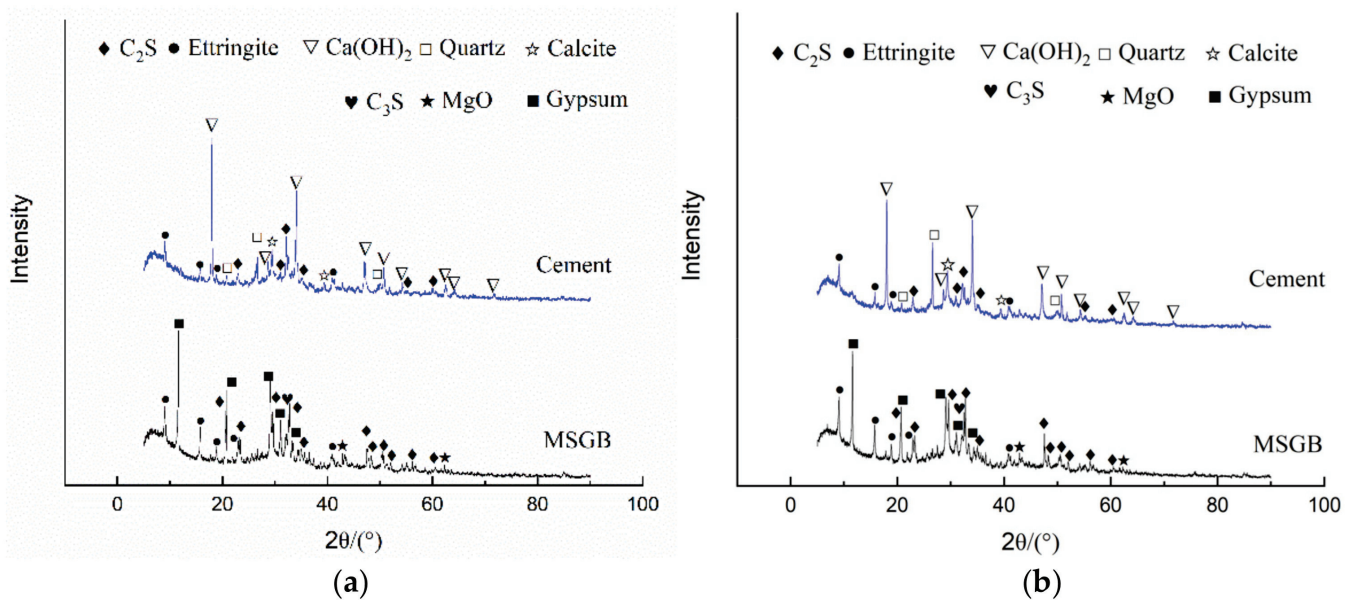 C₂S Ettringite Ca(OH)₂ Quartz Calcite
C₃S MgO Gypsum
Intensity
Cement
MSGB
0 20 40 60 80 100
2θ/(°)
(a)
C₂S Ettringite Ca(OH)₂ Quartz Calcite
C₃S MgO Gypsum
Intensity
Cement
MSGB
0 20 40 60 80 100
2θ/(°)
(b)